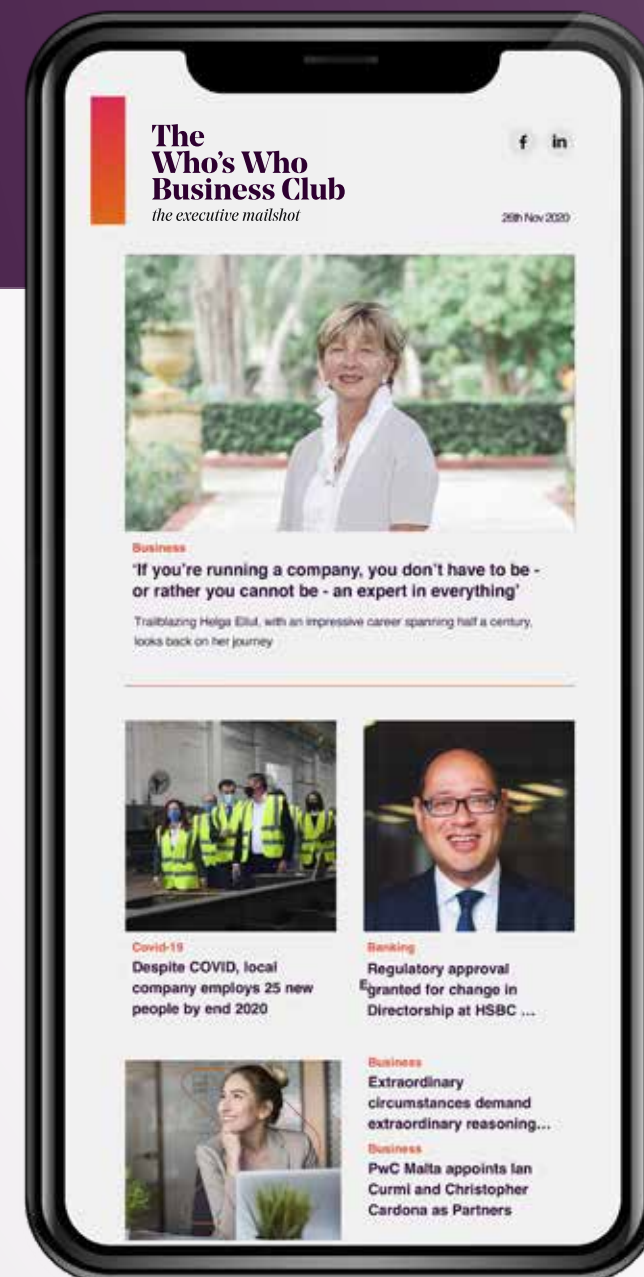 The
Who's Who
Business Club
the executive mailshot
f in
26th Nov 2020
Business
'If you're running a company, you don't have to be -
or rather you cannot be - an expert in everything'
Trailblazing Helga Ellul, with an impressive career spanning half a century,
looks back on her journey
Covid-19
Despite COVID, local
company employs 25 new
people by end 2020
Banking
Regulatory approval
E
granted for change in
Directorship at HSBC ...
Business
Extraordinary
circumstances demand
extraordinary reasoning...
Business
PwC Malta appoints Ian
Curmi and Christopher
Cardona as Partners